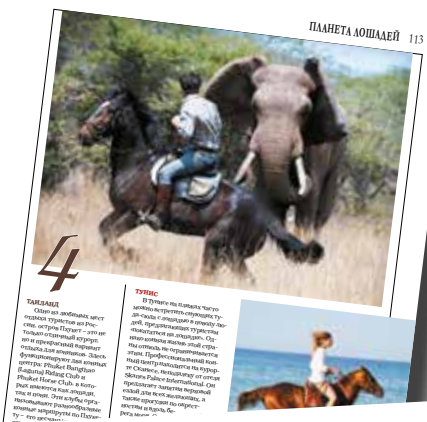 ПЛАНЕТА ЛОШАДЕЙ 113
4
ТАИЛАНД
Одно из любимых мест
отдыха туристов из Рос-
сии, остров Пхукет – это не
только отличный курорт,
но и прекрасный вариант
отдыха для конников. Здесь
функционируют два конных
центра: Phuket Bangthao
(Laguna) Riding Club и
Phuket Horse Club, в кото-
рых имеются как лошади,
так и пони. Эти клубы орга-
низовывают разнообразные
конные маршруты по Пхуке-
ту – это
ТУНИС
В Тунисе на пляжах часто
можно встретить снующих ту-
да-сюда с лошадью в поводу лю-
дей, предлагающих туристам
«покататься на лошадке». Од-
нако конная жизнь этой стра-
ны отнюдь не ограничивается
этим. Профессиональный кон-
ный центр находится на курор-
те Сканес, неподалеку от отеля
Skanes Palace International. Он
предлагает занятия верховой
ездой для всех желающих, а
также прогулки по окрест-
ностям и вдоль бе-
рега моря.